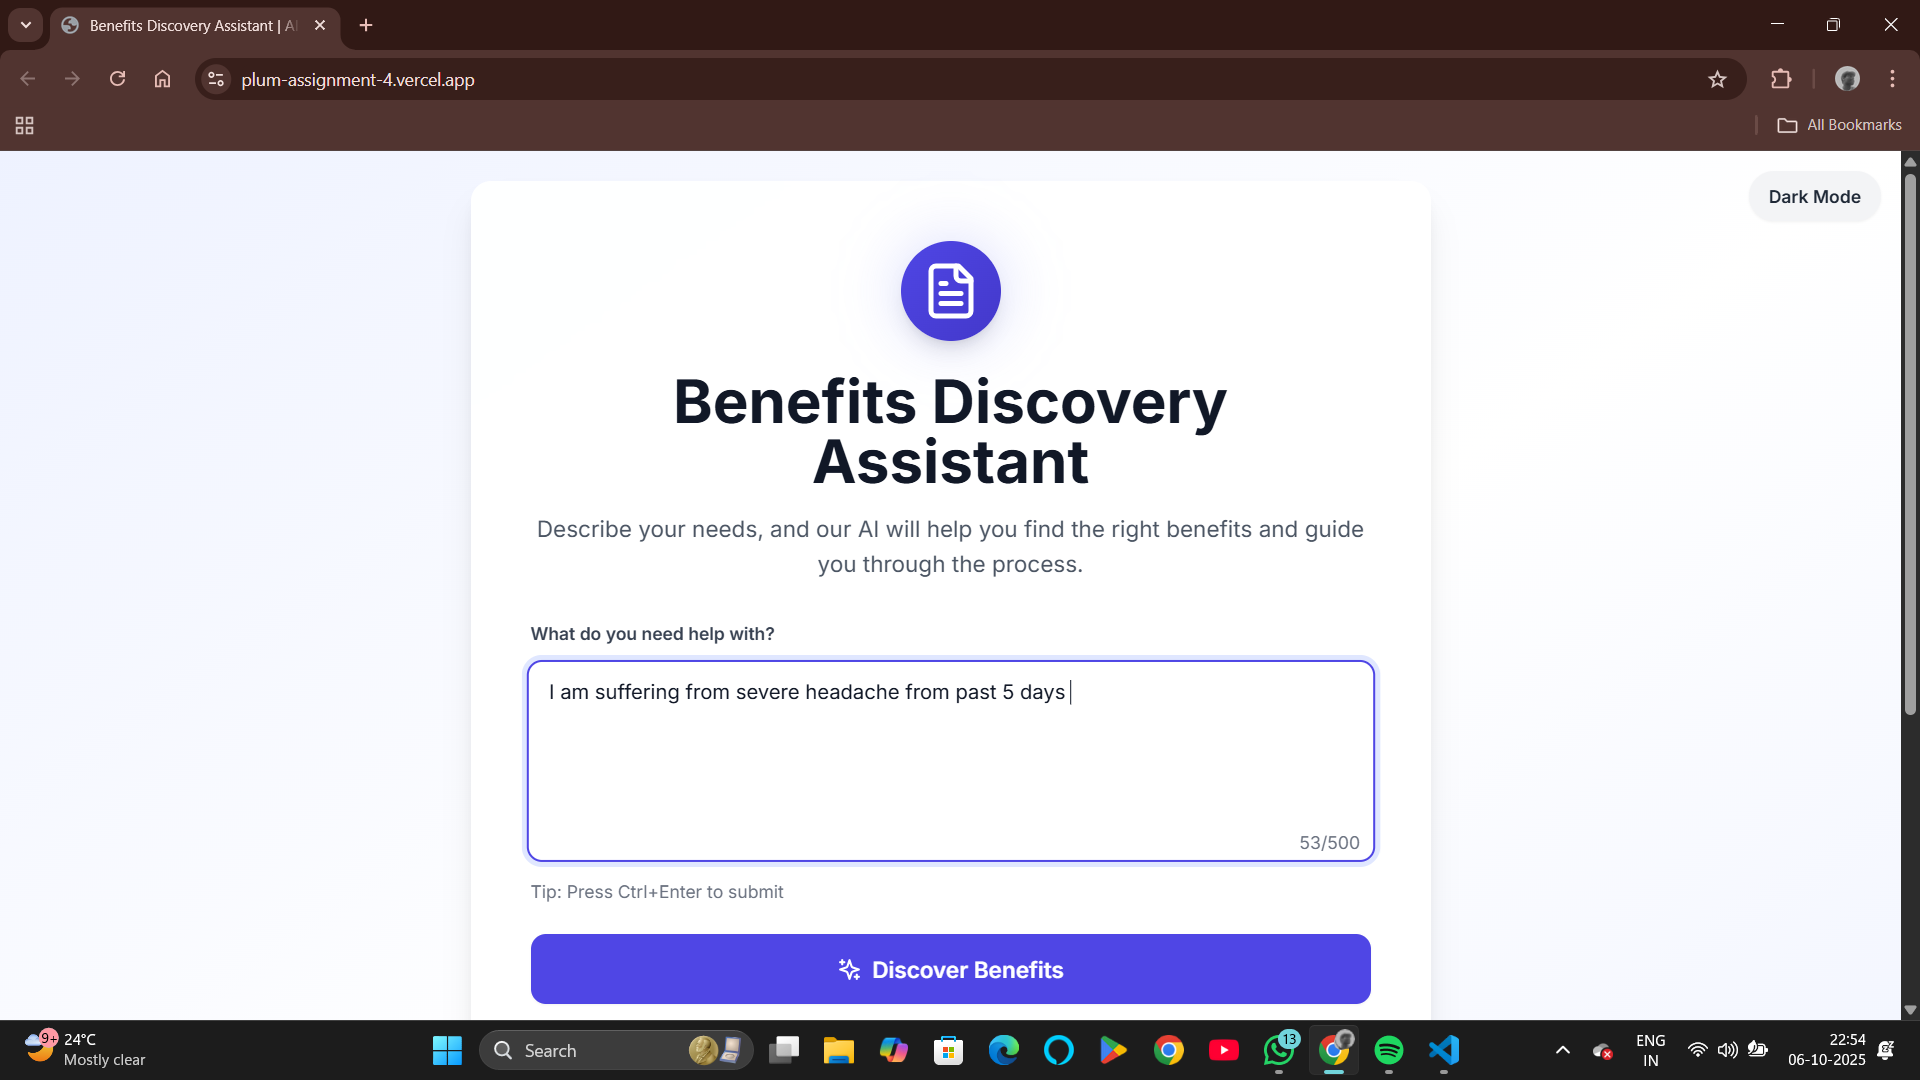 Benefits Discovery Assistant | AI
plum-assignment-4.vercel.app
All Bookmarks
Dark Mode
Benefits Discovery
Assistant
Describe your needs, and our AI will help you find the right benefits and guide
you through the process.
What do you need help with?
I am suffering from severe headache from past 5 days
53/500
Tip: Press Ctrl+Enter to submit
Discover Benefits
9+
24°C
Mostly clear
Search
13
ENG
IN
22:54
06-10-2025